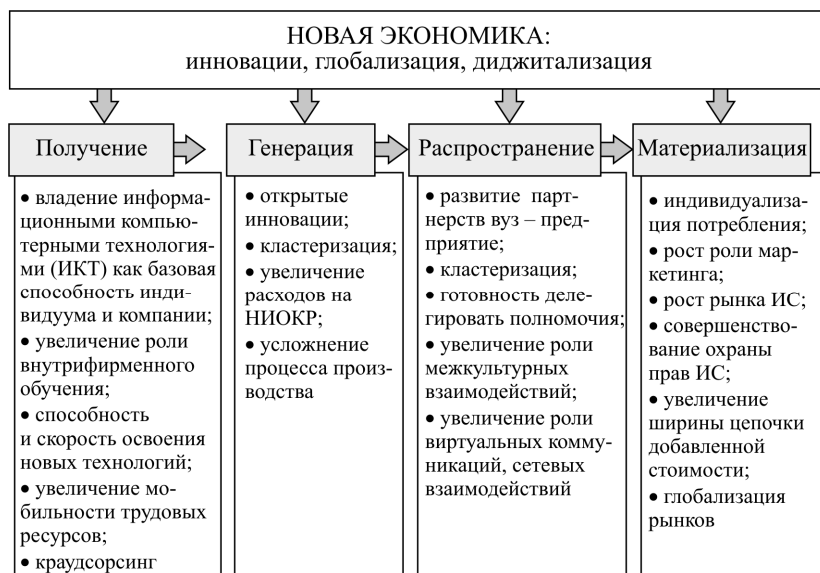 НОВАЯ ЭКОНОМИКА:
инновации, глобализация, диджитализация
Получение
• владение информа-
ционными компью-
терными технология-
ми (ИКТ) как базовая
способность инди-
видуума и компании;
• увеличение роли
внутрифирменного
обучения;
• способность
и скорость освоения
новых технологий;
• увеличение мо-
бильности трудовых
ресурсов;
• краудсорсинг
Генерация
• открытые
инновации;
• кластеризация;
• увеличение
расходов на
НИОКР;
• усложнение
процесса произ-
водства
Распространение
• развитие парт-
нерств вуз – пред-
приятие;
• кластеризация;
• готовность деле-
гировать полномочия;
• увеличение роли
межкультурных
взаимодействий;
• увеличение роли
виртуальных комму-
никаций, сетевых
взаимодействий
Материализация
• индивидуализа-
ция потребления;
• рост роли мар-
кетинга;
• рост рынка ИС;
• совершенство-
вание охраны
прав ИС;
• увеличение
ширины цепочки
добавленной
стоимости;
• глобализация
рынков